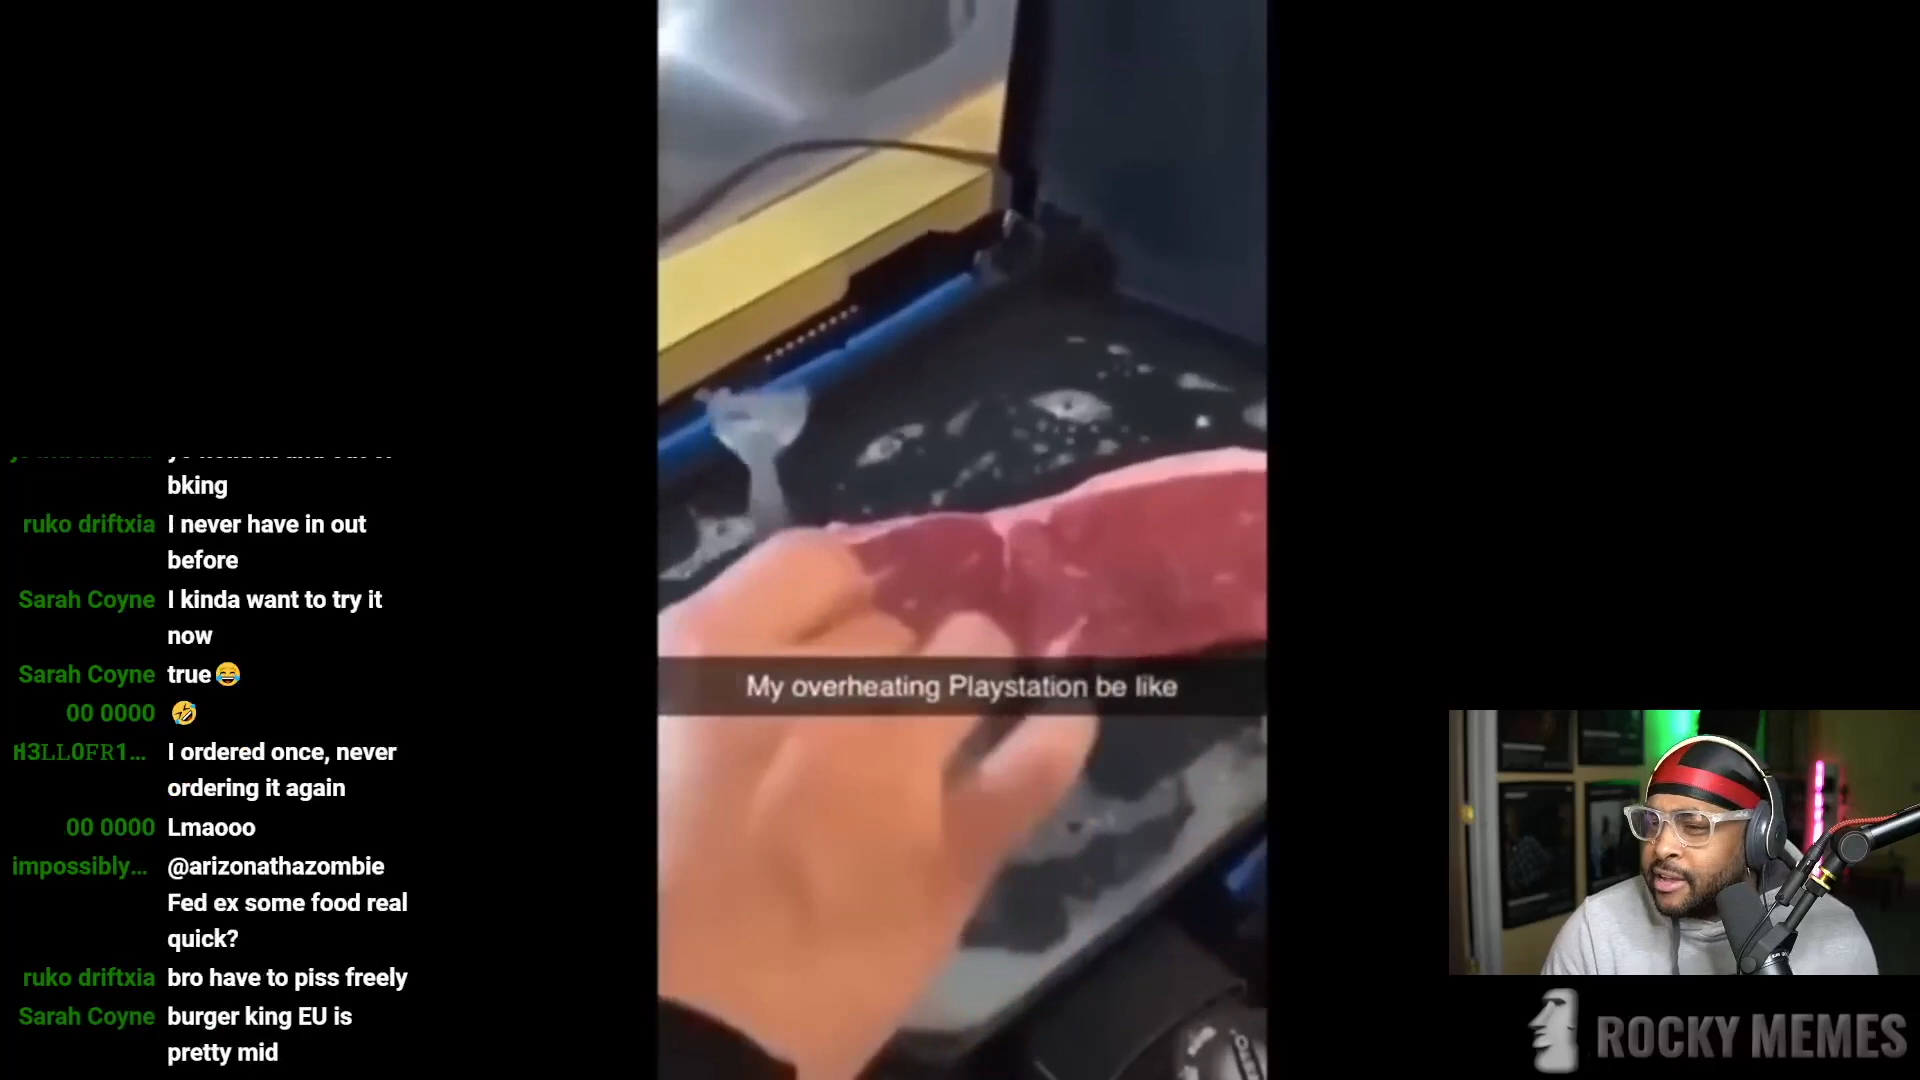 bking
ruko driftxia I never have in out
before
Sarah Coyne I kinda want to try it
now
Sarah Coyne true😂
00 0000 🤣
H3LL0FR1... I ordered once, never
ordering it again
00 0000 Lmaooo
impossibly... @arizonathazombie
Fed ex some food real
quick?
ruko driftxia bro have to piss freely
Sarah Coyne burger king EU is
pretty mid
My overheating Playstation be like
ROCKY MEMES